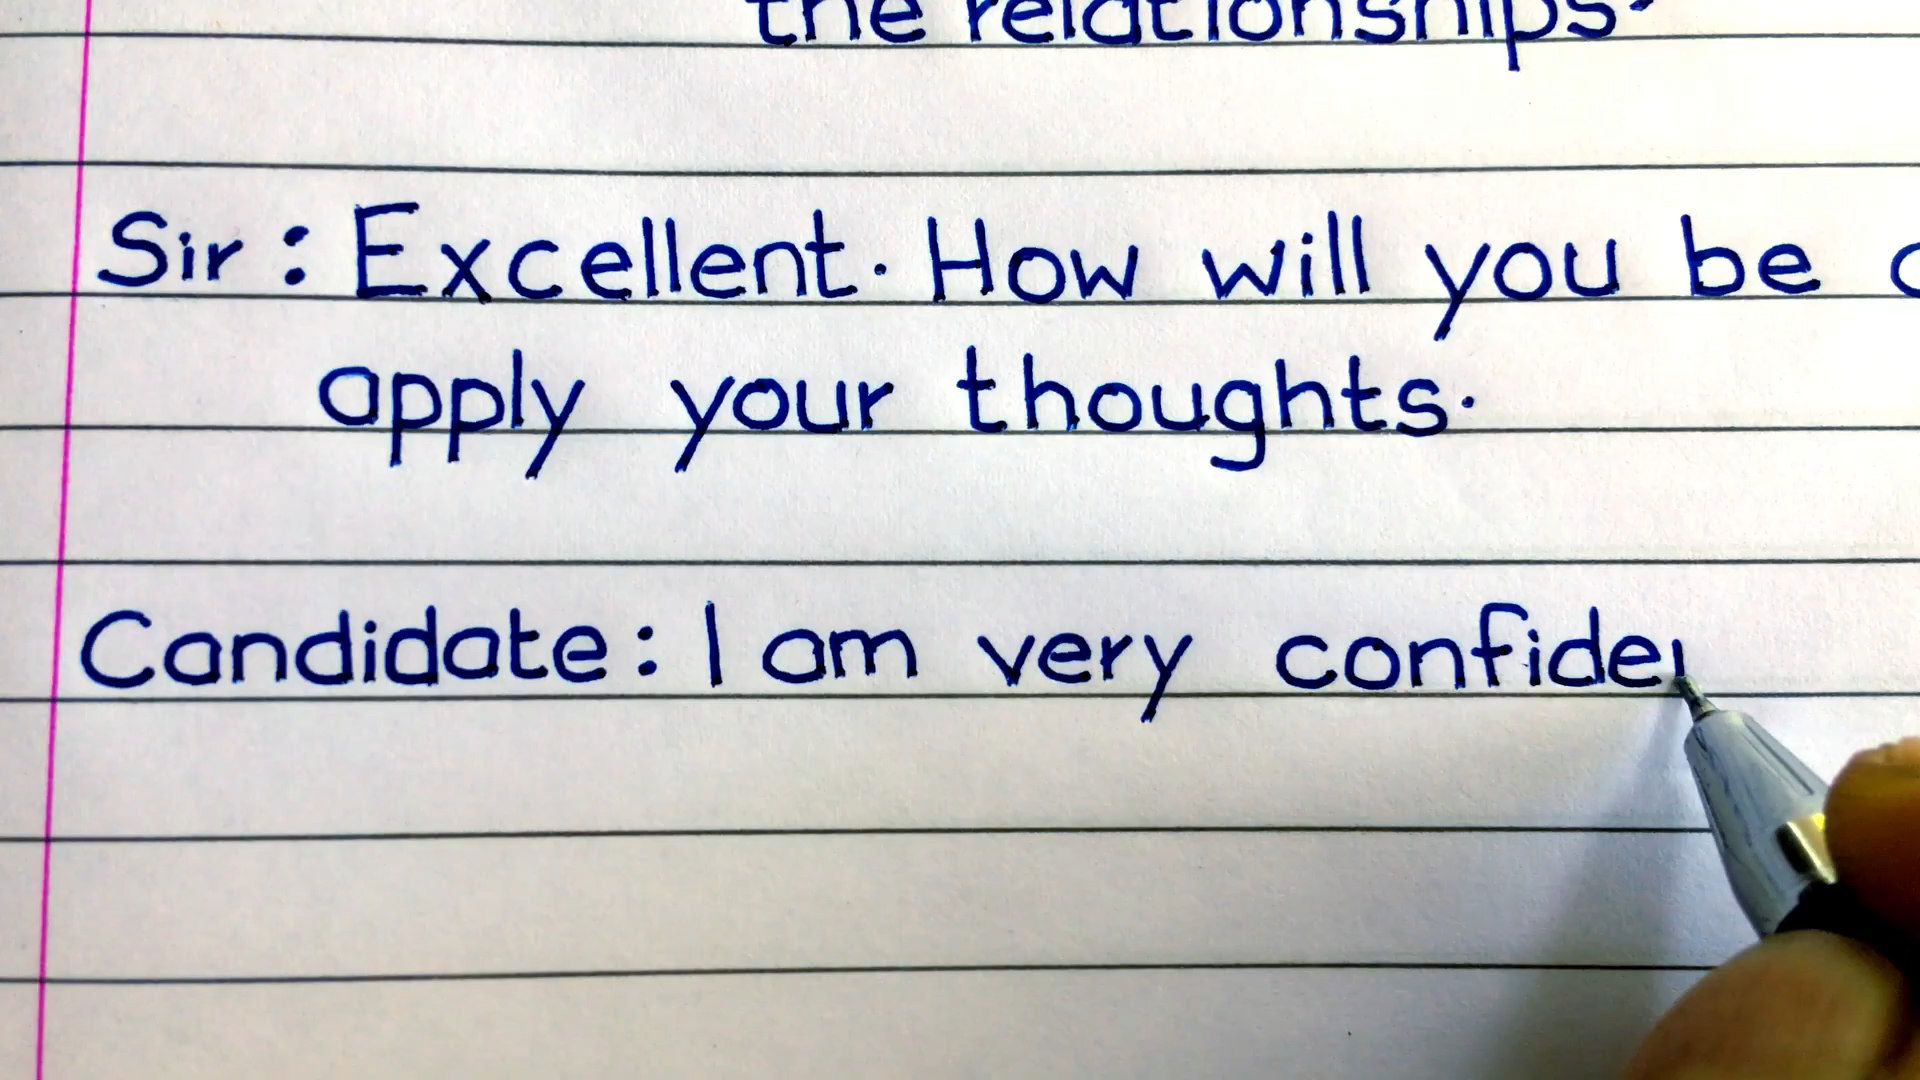 the relationships.
Sir: Excellent. How will you be
apply your thoughts.
Candidate: I am very confide